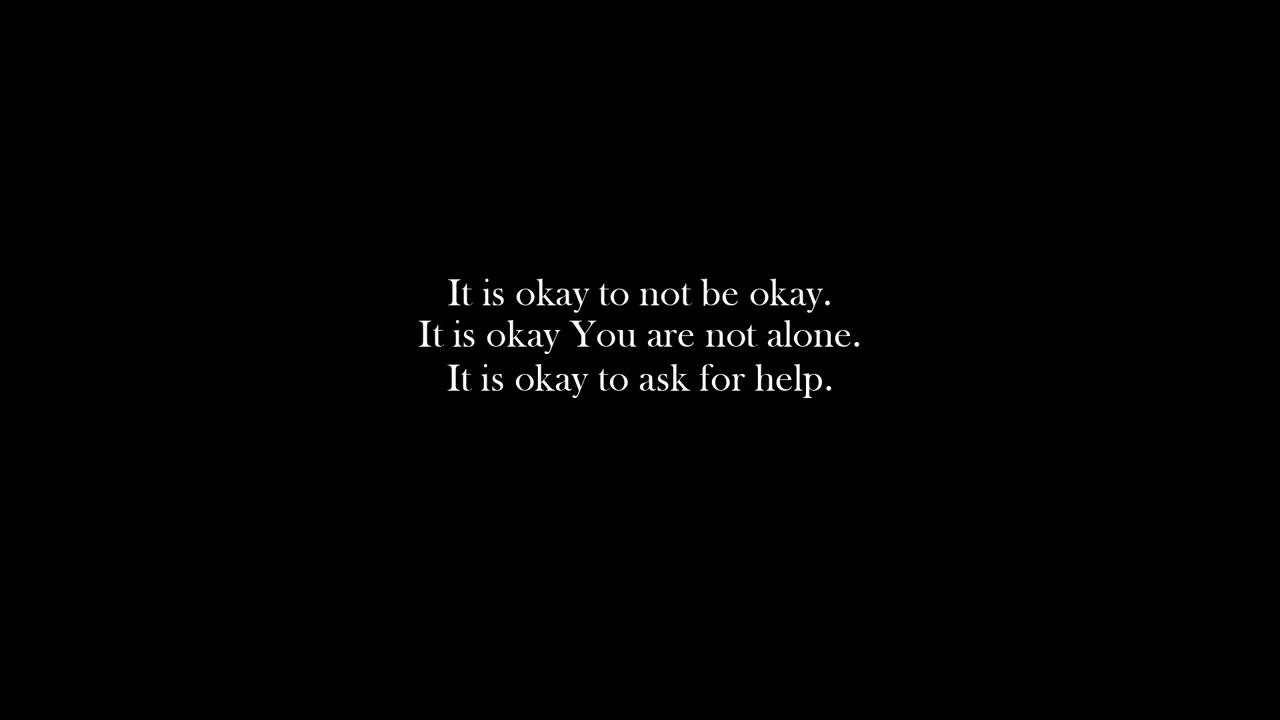 It is okay to not be okay.
It is okay You are not alone.
It is okay to ask for help.